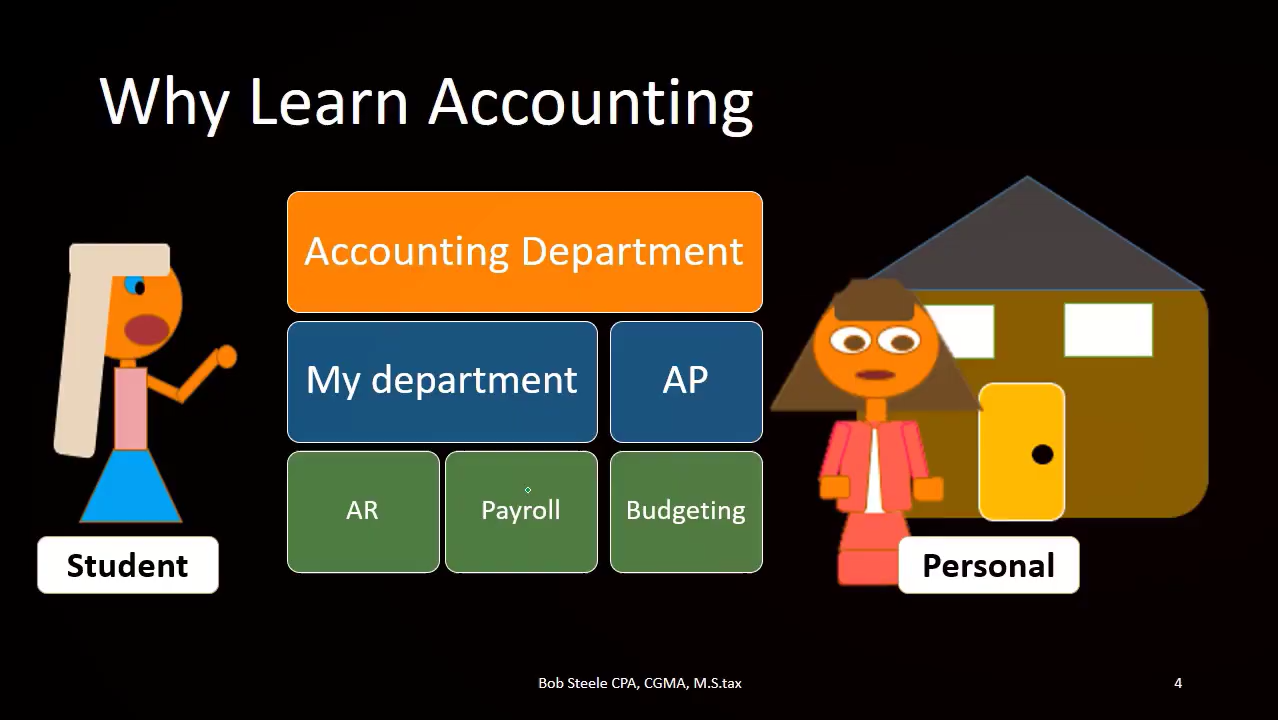 Why Learn Accounting
Accounting Department
My department
AP
AR
Payroll
Budgeting
Student
Personal
Bob Steele CPA, CGMA, M.S.tax
4